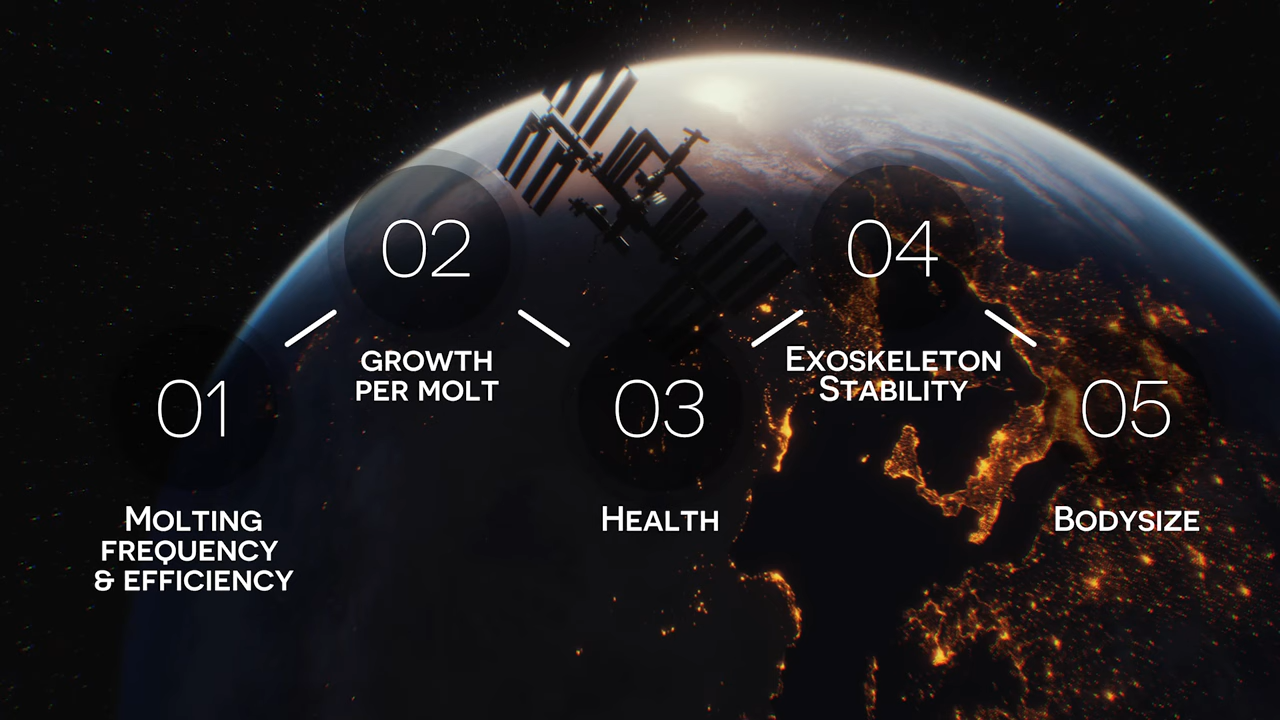 01
MOLTING
FREQUENCY
& EFFICIENCY
02
GROWTH
PER MOLT
03
HEALTH
04
EXOSKELETON
STABILITY
05
BODYSIZE